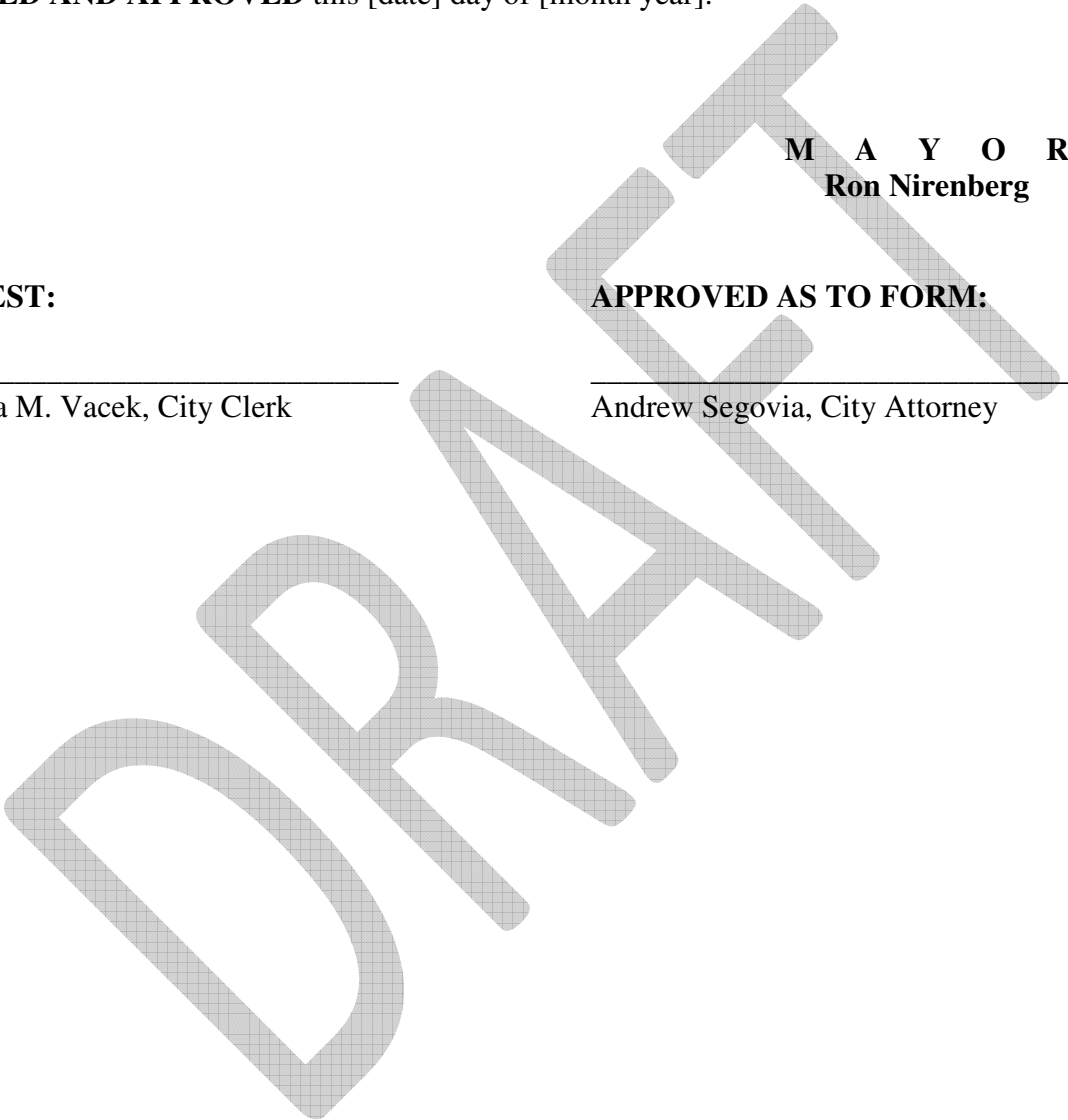 ED AND APPROVED this [date] day of [month year].
M A Y O R
Ron Nirenberg
EST: APPROVED AS TO FORM:
a M. Vacek, City Clerk Andrew Segovia, City Attorney
DRAFT